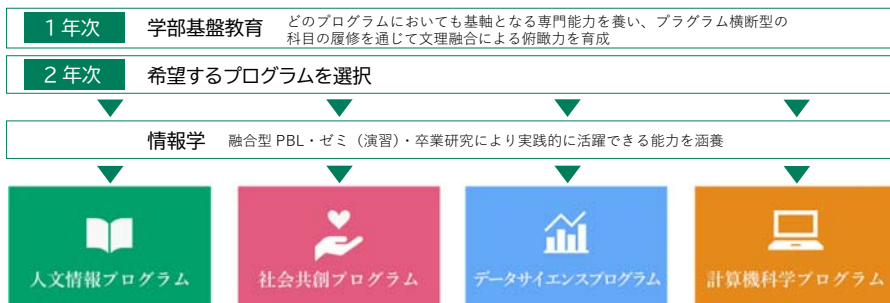 1年次 学部基盤教育 どのプログラムにおいても基軸となる専門能力を養い、プラグラム横断型の
科目の履修を通じて文理融合による俯瞰力を育成
2年次 希望するプログラムを選択
情報学 融合型 PBL・ゼミ（演習）・卒業研究により実践的に活躍できる能力を涵養
人文情報プログラム
社会共創プログラム
データサイエンスプログラム
計算機科学プログラム